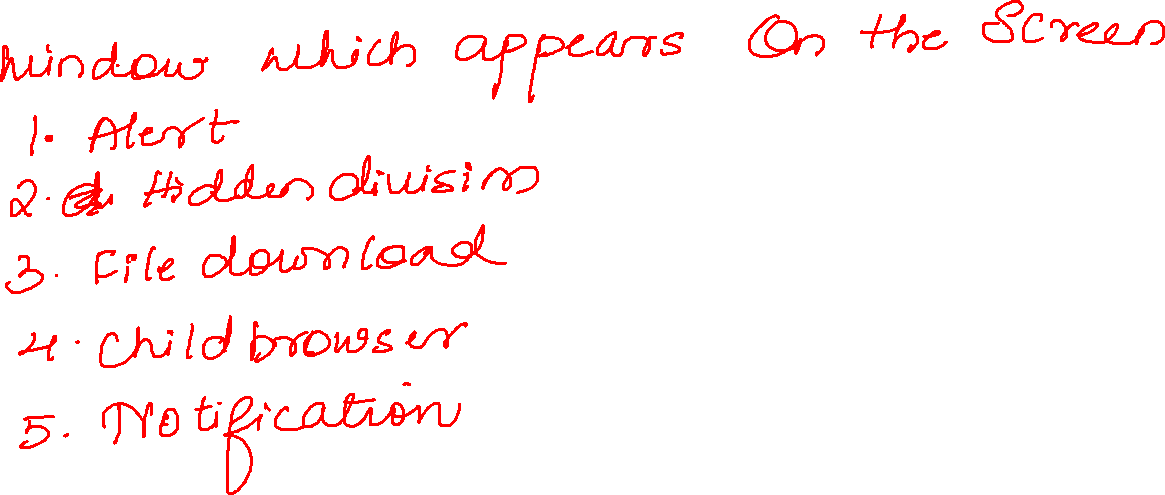 window which appears On the Screen
1. Alert
2. Hidden division
3. File download
4. Child browser
5. Notification